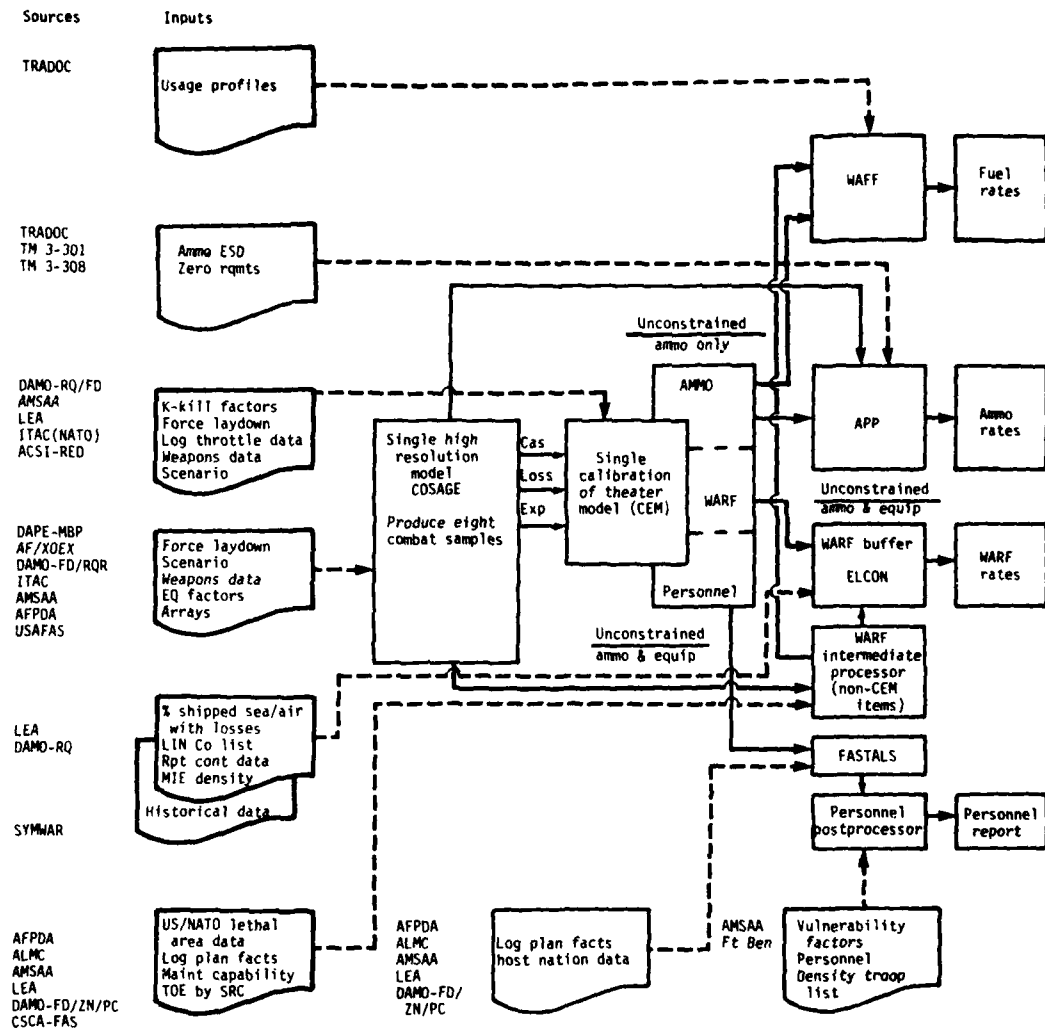 Sources Inputs
TRADOC
Usage profiles
WAFF
Fuel
rates
TRADOC
TM 3-301
TM 3-308
Ammo ESD
Zero rqmts
Unconstrained
ammo only
DAMO-RQ/FD
AMSAA
LEA
ITAC(NATO)
ACSI-RED
K-kill factors
Force laydown
Log throttle data
Weapons data
Scenario
Single high
resolution
model
COSAGE
Produce eight
combat samples
Cas
Loss
Exp
Single
calibration
of theater
model (CEM)
AMMO
WARF
Personnel
APP
Ammo
rates
Unconstrained
ammo & equip
DAPE-MBP
AF/XOEX
DAMO-FD/RQR
ITAC
AMSAA
AFPDA
USAFAS
Force laydown
Scenario
Weapons data
EQ factors
Arrays
WARF buffer
ELCON
WARF
rates
Unconstrained
ammo & equip
WARF
intermediate
processor
(non-CEM
items)
LEA
DAMO-RQ
% shipped sea/air
with losses
LIN Co list
Rpt cont data
MIE density
SYMWAR
Historical data
FASTALS
Personnel
postprocessor
Personnel
report
AFPDA
ALMC
AMSAA
LEA
DAMO-FD/ZN/PC
CSCA-FAS
US/NATO lethal
area data
Log plan facts
Maint capability
TOE by SRC
AFPDA
ALMC
AMSAA
LEA
DAMO-FD/
ZN/PC
Log plan facts
host nation data
AMSAA
Ft Ben
Vulnerability
factors
Personnel
Density troop
list